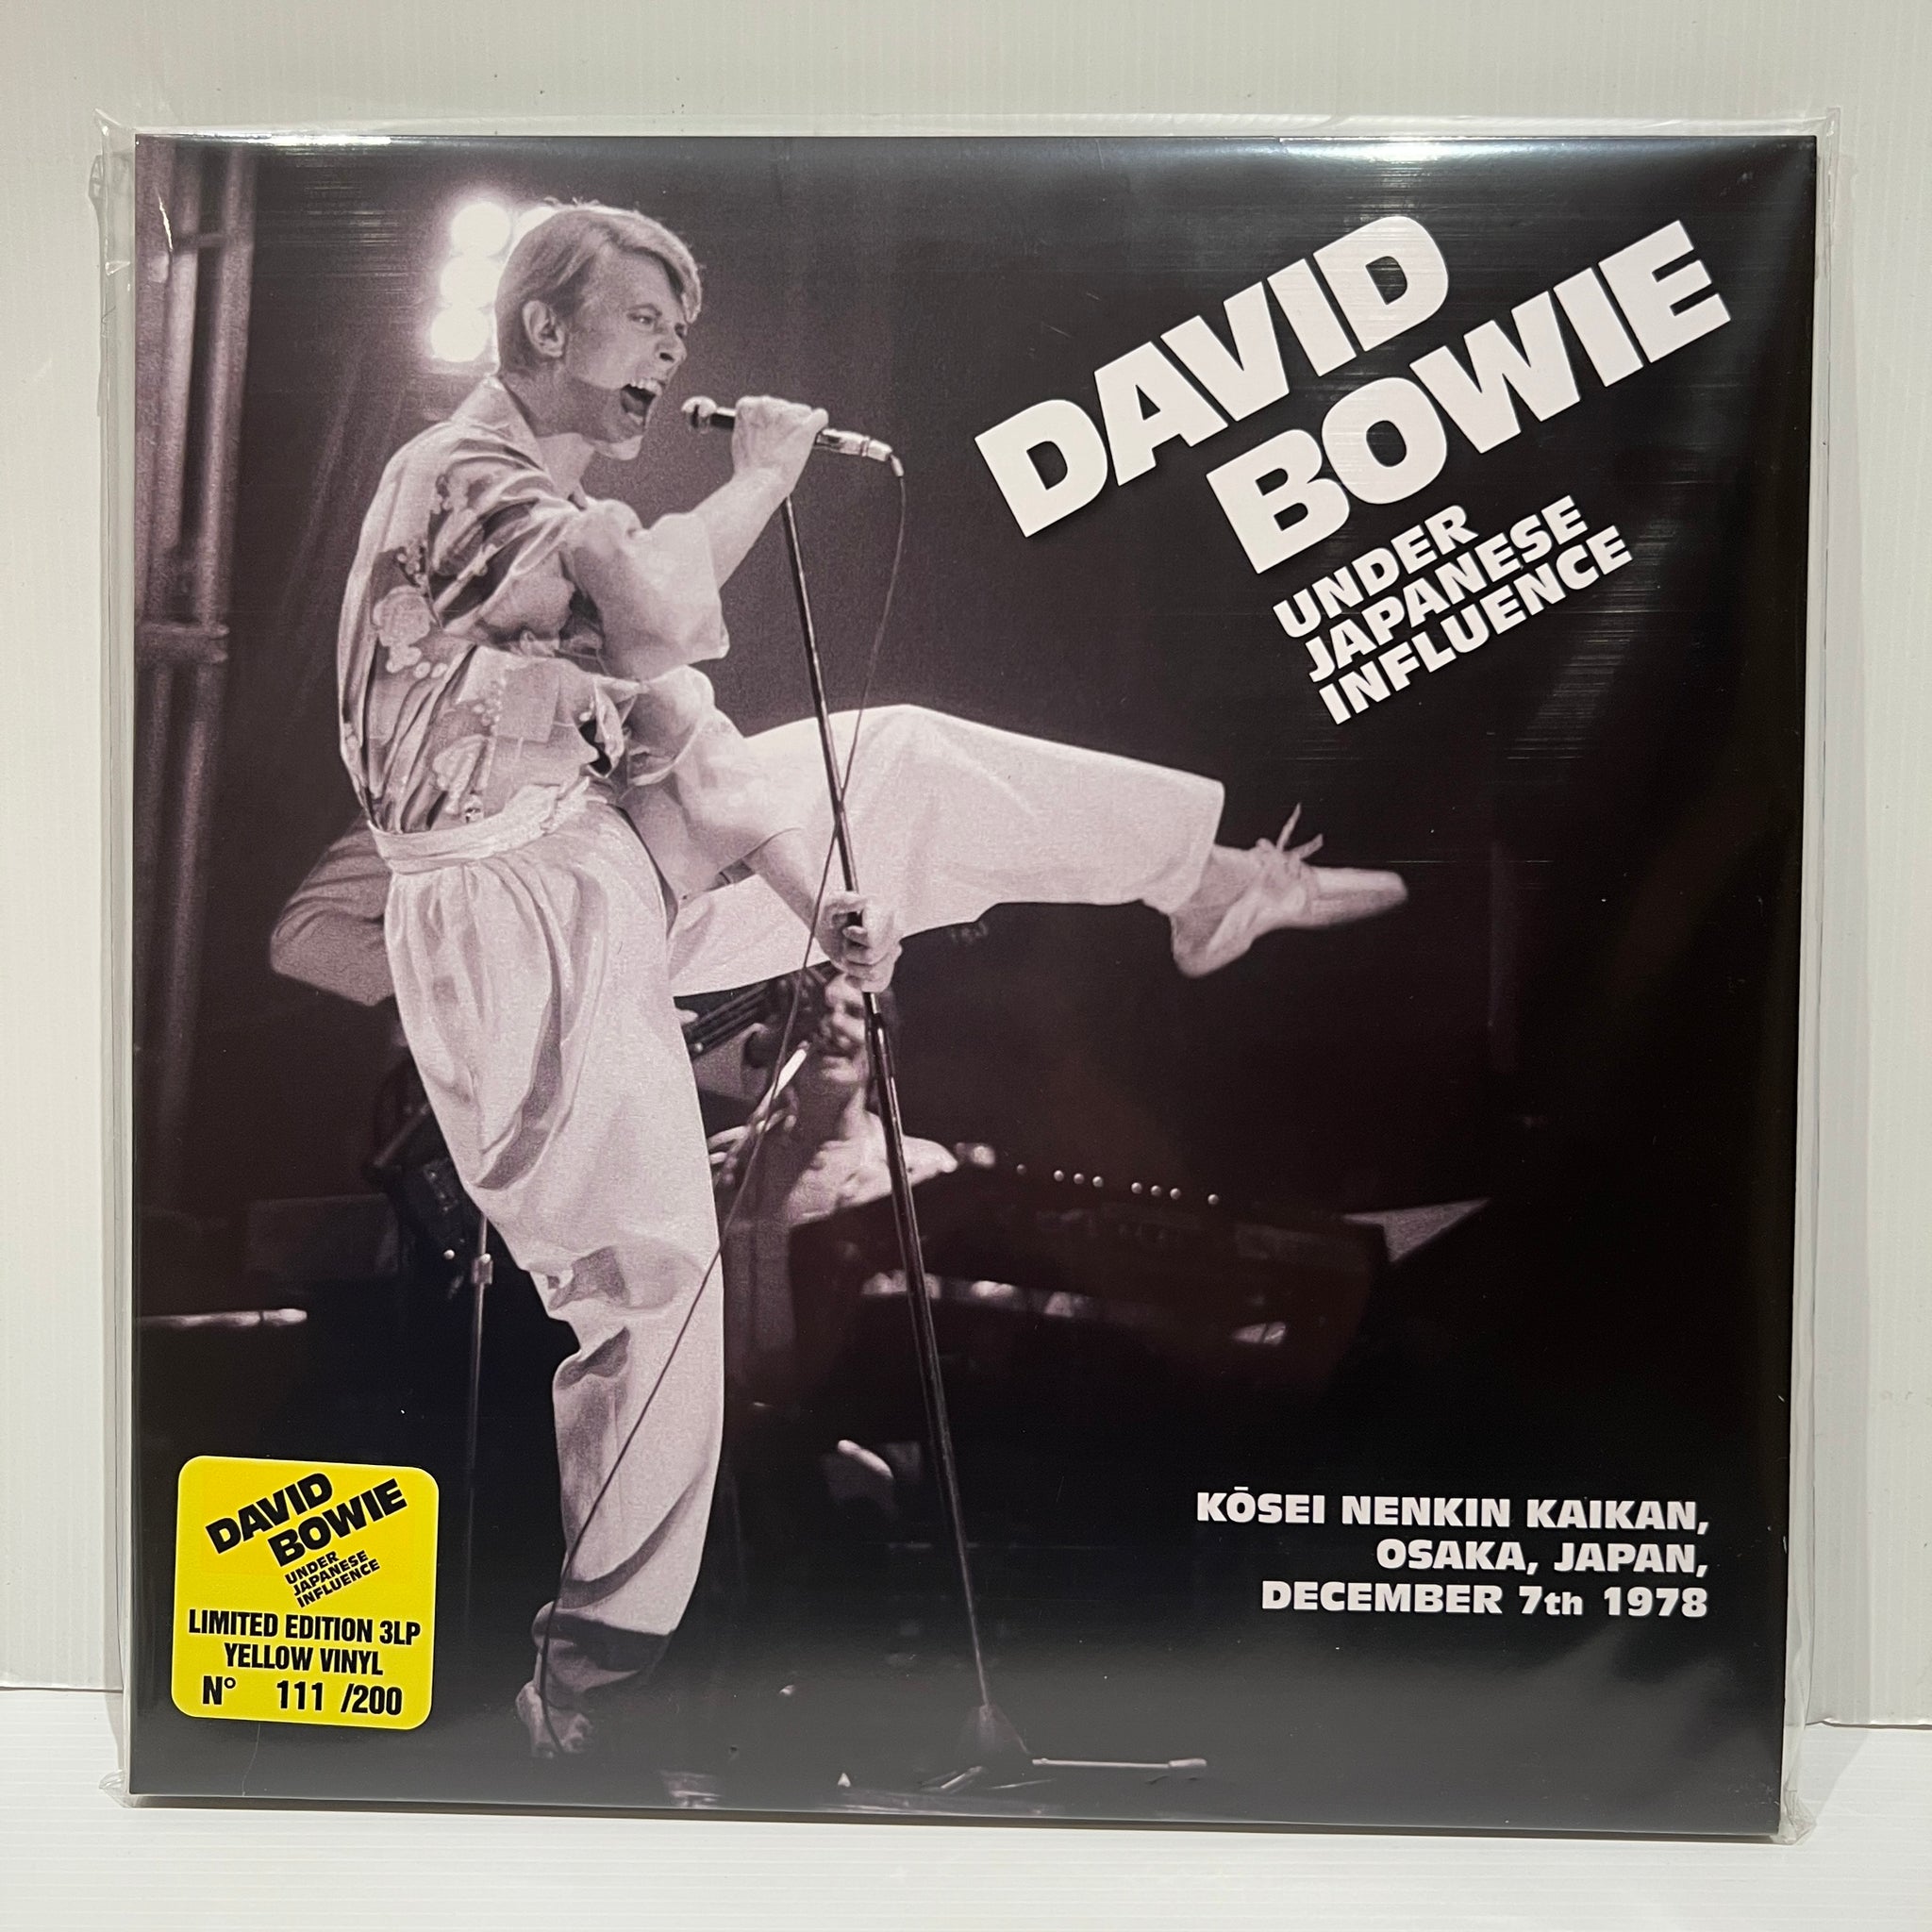 DAVID
BOWIE
UNDER
JAPANESE
INFLUENCE
KŌSEI NENKIN KAIKAN,
OSAKA, JAPAN,
DECEMBER 7th 1978
DAVID
BOWIE
UNDER
JAPANESE
INFLUENCE
LIMITED EDITION 3LP
YELLOW VINYL
N° 111 /200